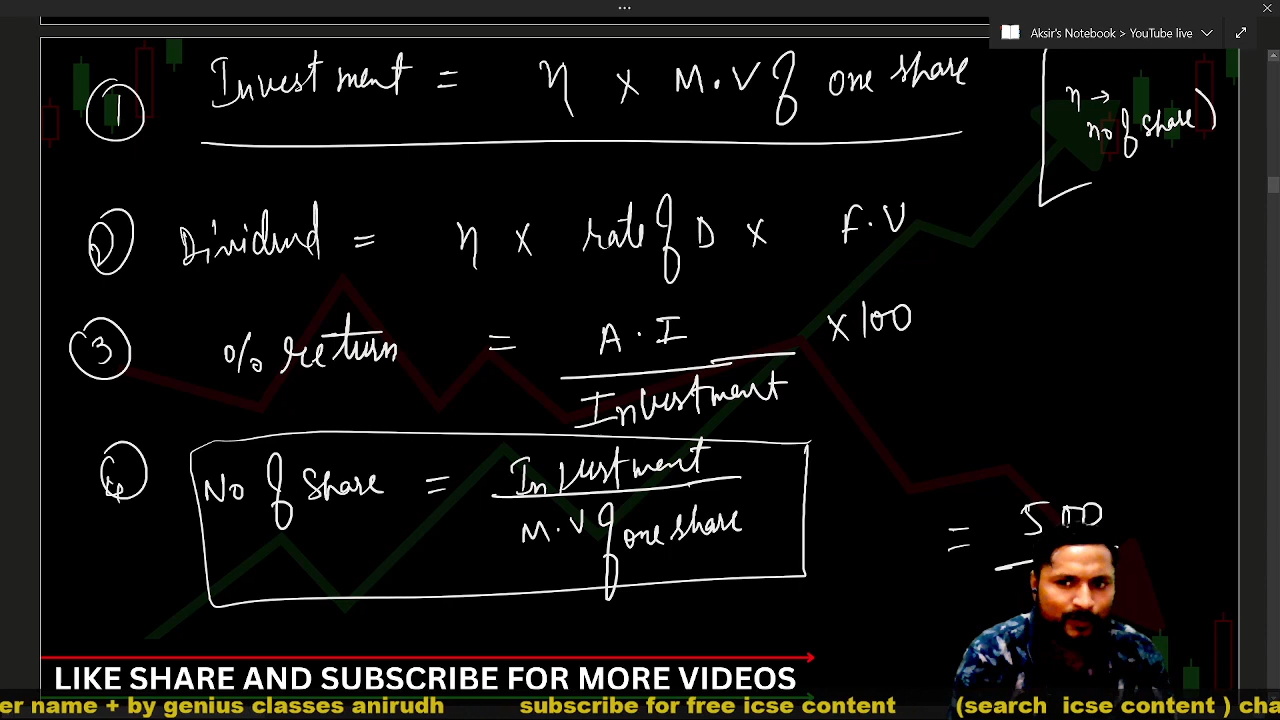 ...
Aksir's Notebook > YouTube live
① Investment = η × M.V of one share
η → no of share)
② Dividend = η × rate of D × F.V
③ % return = A.I / Investment × 100
④ No of share = Investment / M.V of one share
= 500
LIKE SHARE AND SUBSCRIBE FOR MORE VIDEOS
er name + by genius classes anirudh subscribe for free icse content (search icse content ) cha